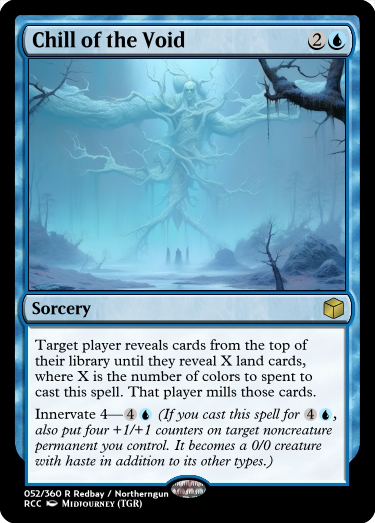 Chill of the Void 2
Sorcery
Target player reveals cards from the top of
their library until they reveal X land cards,
where X is the number of colors to spent to
cast this spell. That player mills those cards.
Innervate 4—4 (If you cast this spell for 4 ,
also put four +1/+1 counters on target noncreature
permanent you control. It becomes a 0/0 creature
with haste in addition to its other types.)
052/360 R Redbay / Northerngun
RCC Midjourney (TGR)